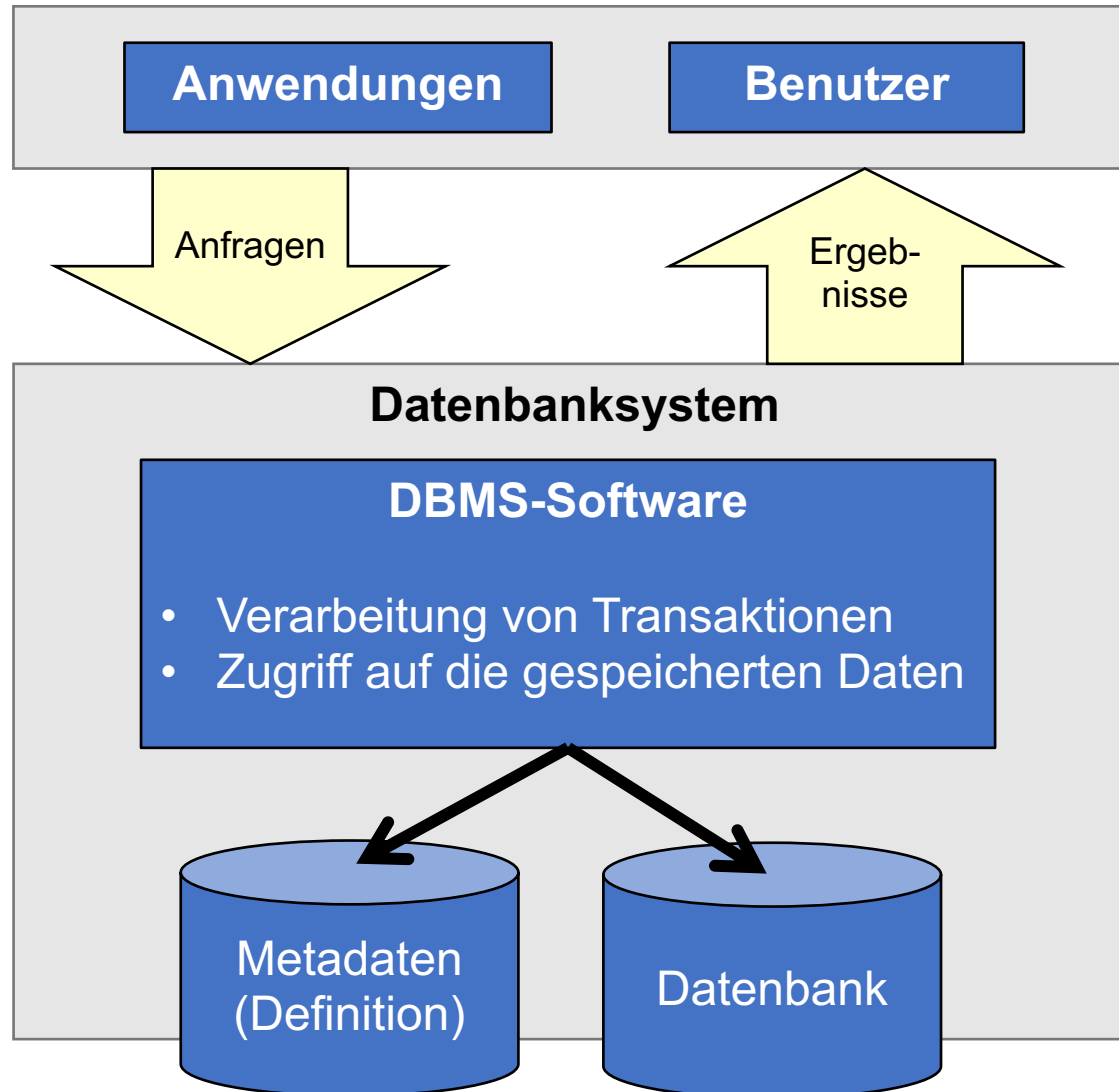 Anwendungen
Benutzer
Anfragen
Ergeb-
nisse
Datenbanksystem
DBMS-Software
• Verarbeitung von Transaktionen
• Zugriff auf die gespeicherten Daten
Metadaten
(Definition)
Datenbank